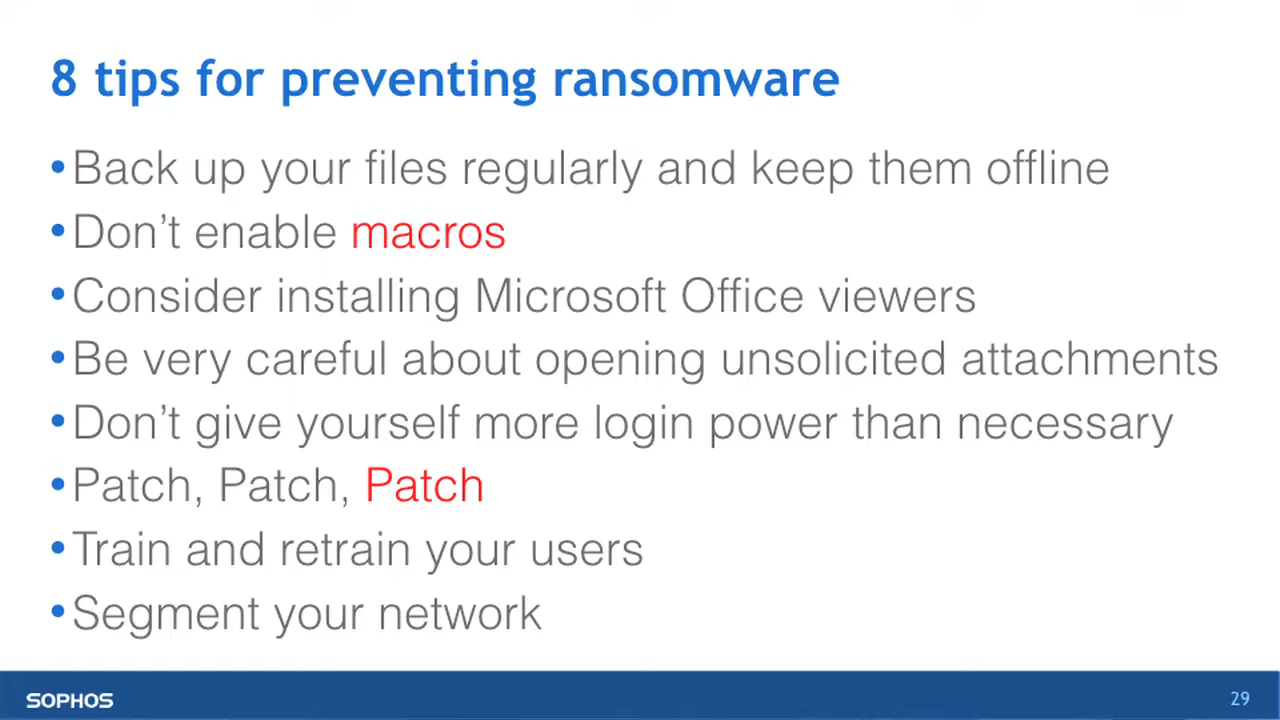 8 tips for preventing ransomware
•Back up your files regularly and keep them offline
•Don’t enable macros
•Consider installing Microsoft Office viewers
•Be very careful about opening unsolicited attachments
•Don’t give yourself more login power than necessary
•Patch, Patch, Patch
•Train and retrain your users
•Segment your network
SOPHOS
29